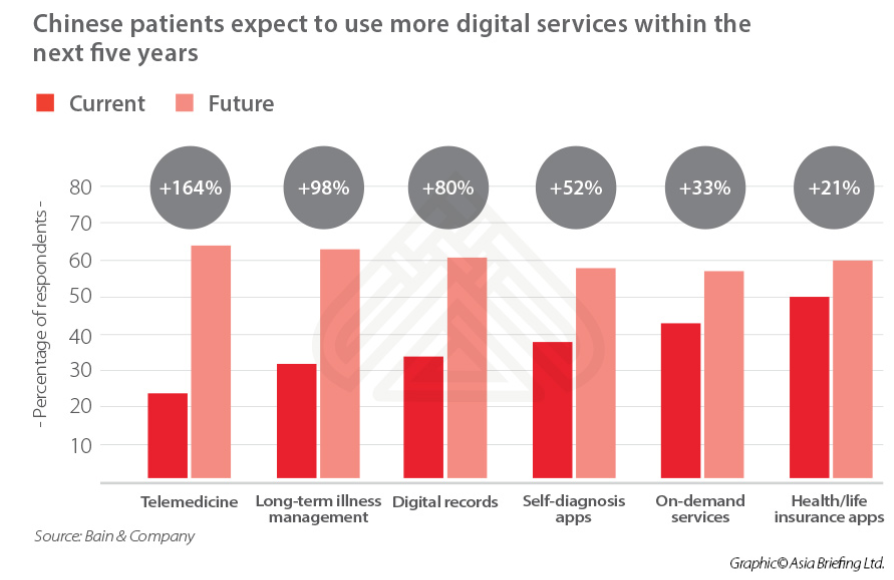 Chinese patients expect to use more digital services within the
next five years
Current
Future
+164%
+98%
+80%
+52%
+33%
+21%
- Percentage of respondents -
80
70
60
50
40
30
20
10
Telemedicine
Long-term illness
management
Digital records
Self-diagnosis
apps
On-demand
services
Health/life
insurance apps
Source: Bain & Company
Graphic©Asia Briefing Ltd.